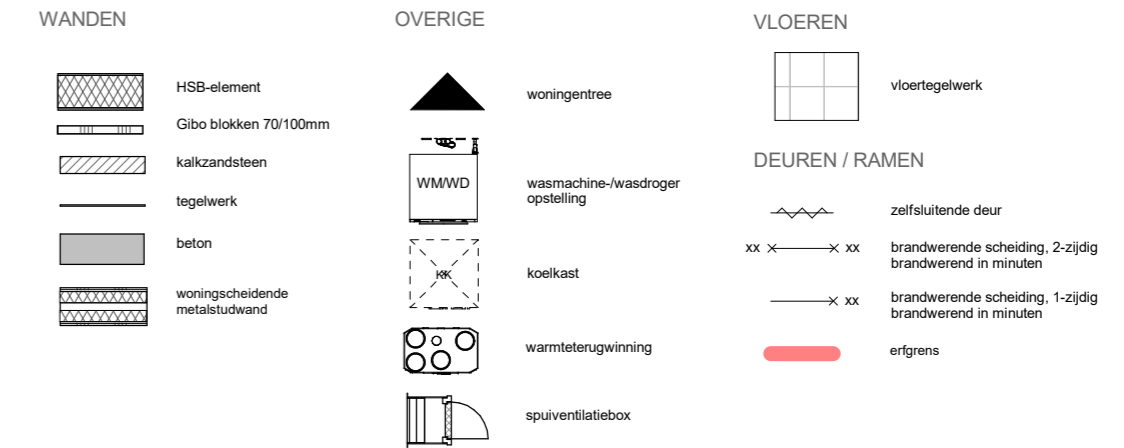 WANDEN
HSB-element
Gibo blokken 70/100mm
kalkzandsteen
tegelwerk
beton
woningscheidende
metalstudwand
OVERIGE
woningentree
WM/WD
wasmachine-/wasdroger
opstelling
KK
koelkast
warmteterugwinning
spuiventilatiebox
VLOEREN
vloertegelwerk
DEUREN / RAMEN
zelfsluitende deur
xx xx brandwerende scheiding, 2-zijdig
brandwerend in minuten
xx brandwerende scheiding, 1-zijdig
brandwerend in minuten
erfgrens